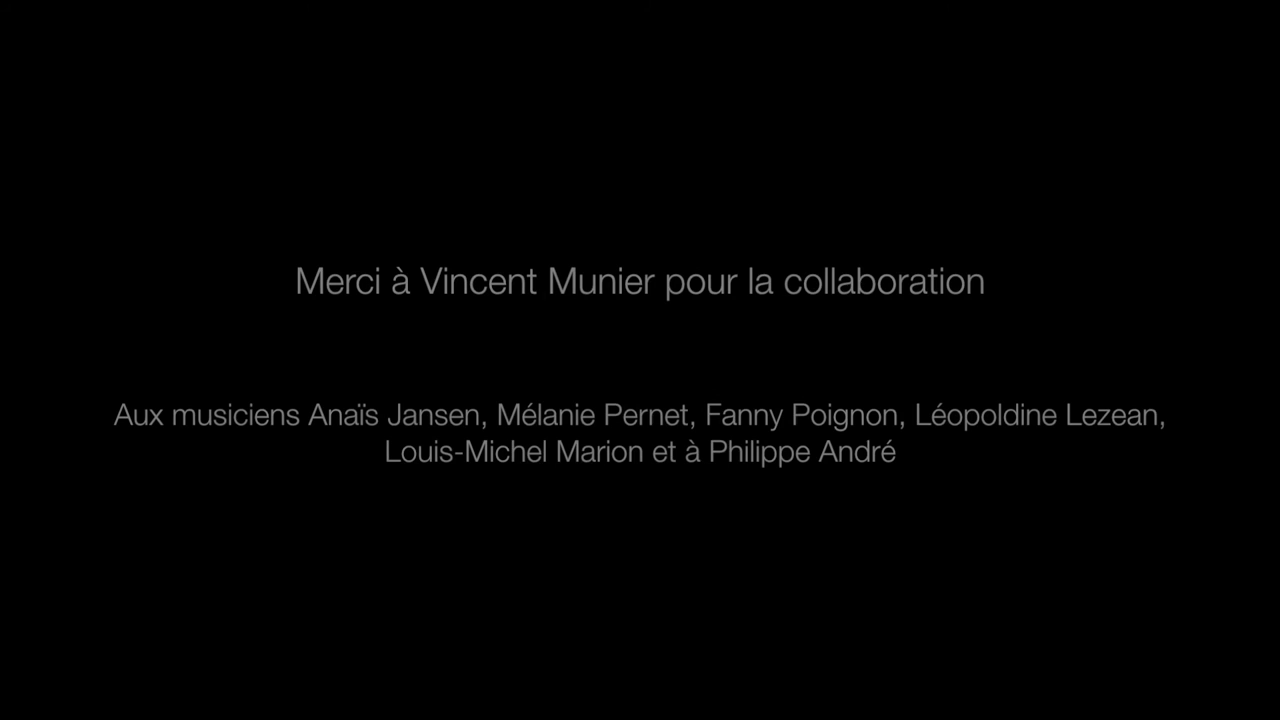 Merci à Vincent Munier pour la collaboration
Aux musiciens Anaïs Jansen, Mélanie Pernet, Fanny Poignon, Léopoldine Lezean,
Louis-Michel Marion et à Philippe André